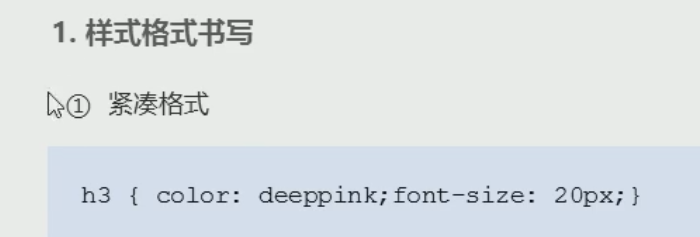 1. 样式格式书写
① 紧凑格式
h3 { color: deeppink;font-size: 20px;}